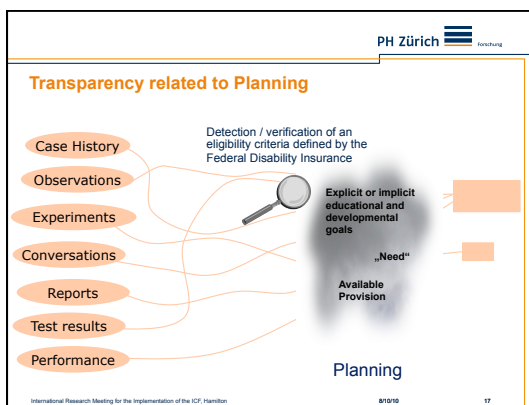 PH Zürich
Forschung
Transparency related to Planning
Case History
Observations
Experiments
Conversations
Reports
Test results
Performance
Detection / verification of an
eligibility criteria defined by the
Federal Disability Insurance
Explicit or implicit
educational and
developmental
goals
„Need“
Available
Provision
Planning
International Research Meeting for the Implementation of the ICF, Hamilton
8/10/10
17